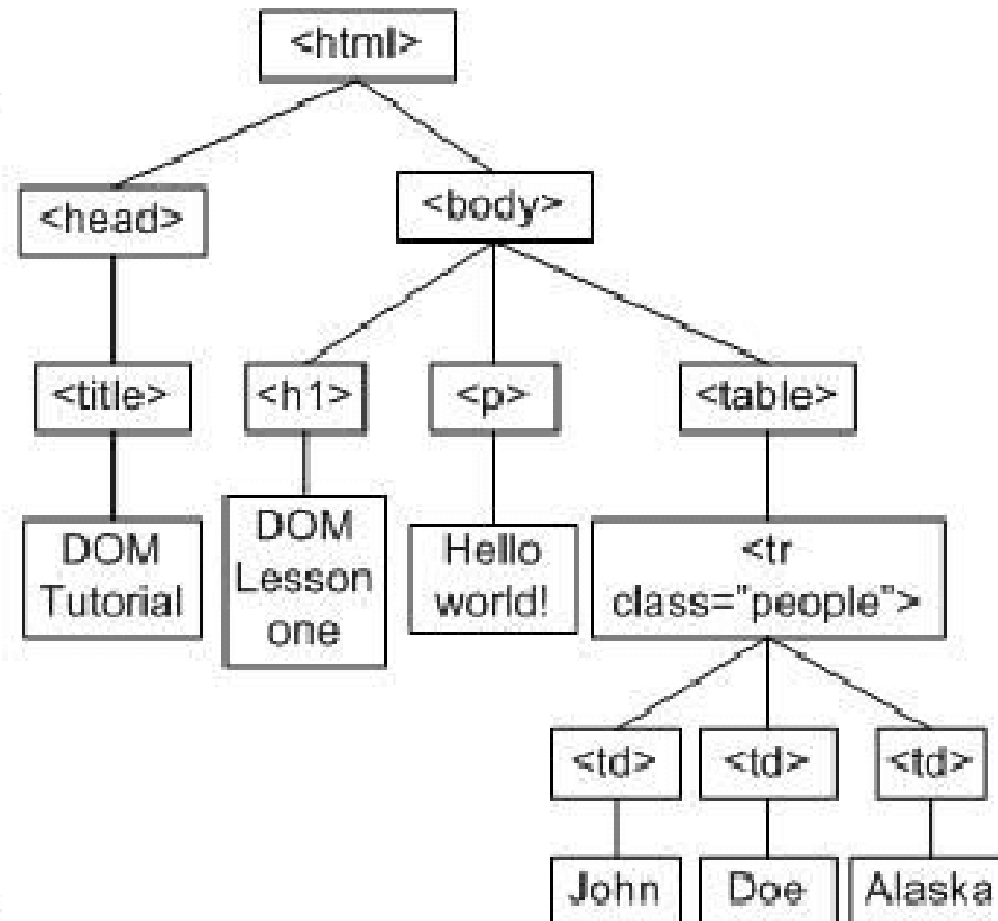 <html>
<head>
<body>
<title>
<h1>
<p>
<table>
DOM
Tutorial
DOM
Lesson
one
Hello
world!
<tr
class="people">
<td>
<td>
<td>
John
Doe
Alaska